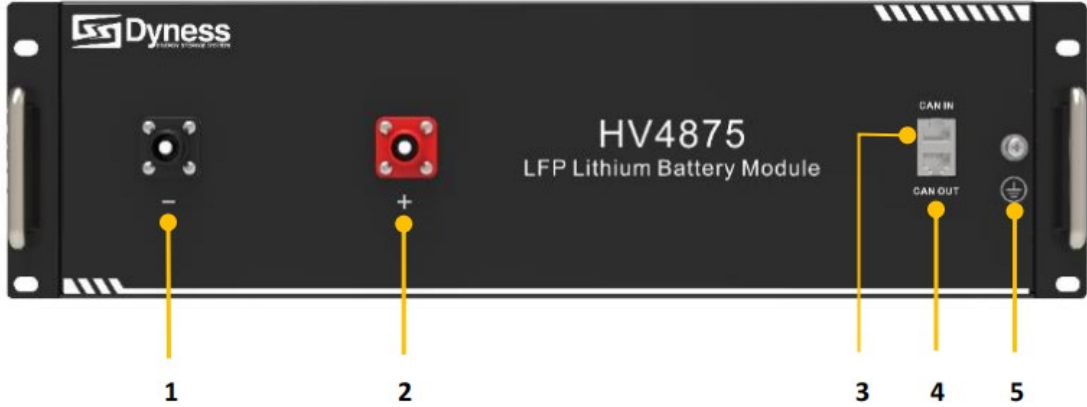 Dyness
HV4875
LFP Lithium Battery Module
CAN IN
CAN OUT
−
+
1
2
3
4
5